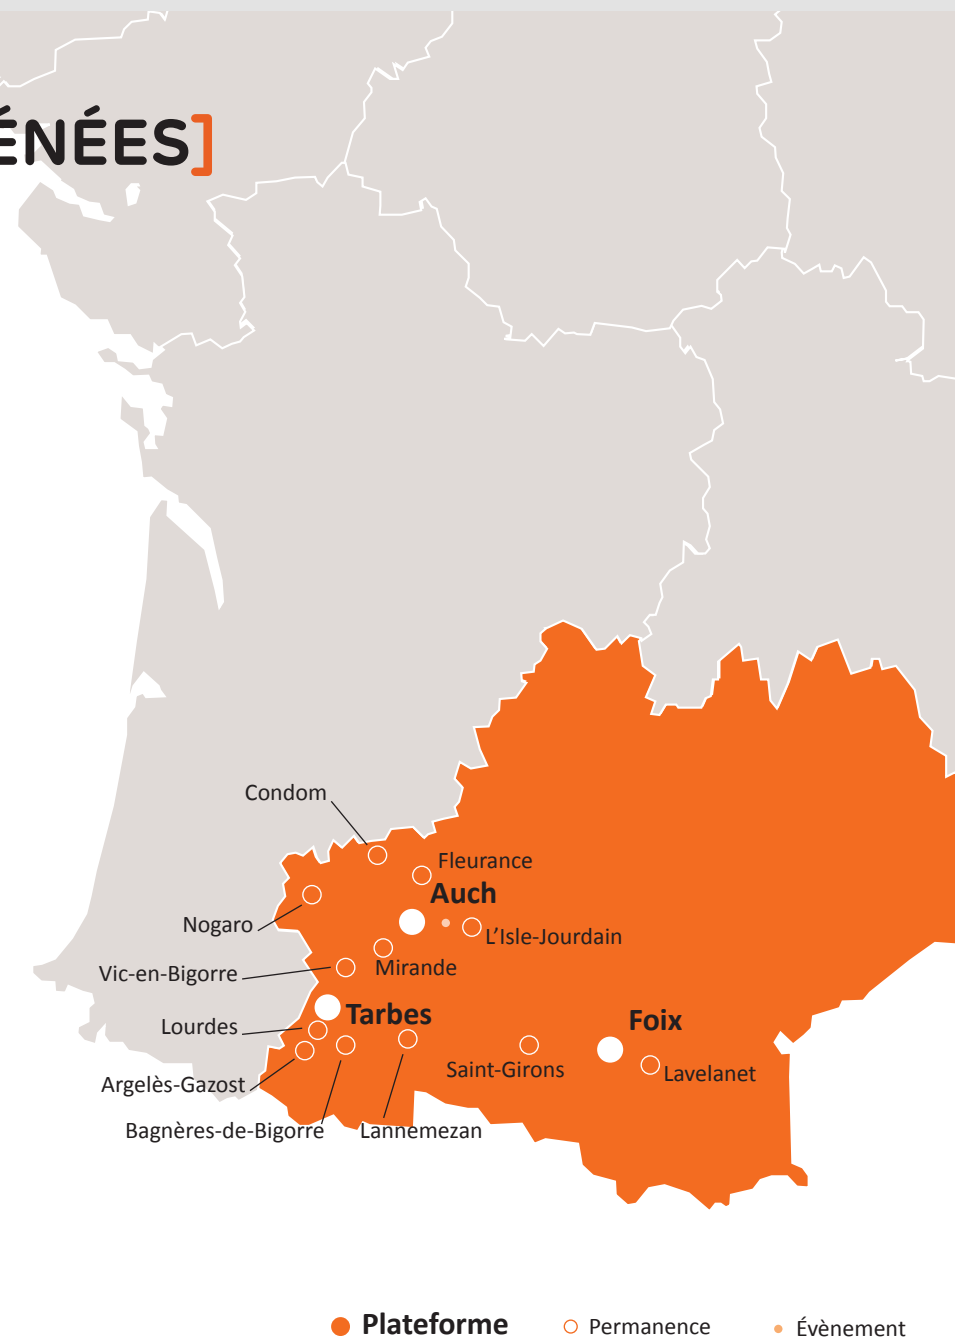 ÉNÉES]
Condom
Fleurance
Auch
Nogaro
L'Isle-Jourdain
Mirande
Vic-en-Bigorre
Tarbes
Foix
Lourdes
Saint-Girons
Lavelanet
Argelès-Gazost
Bagnères-de-Bigorre
Lannemezan
Plateforme
Permanence
Évènement